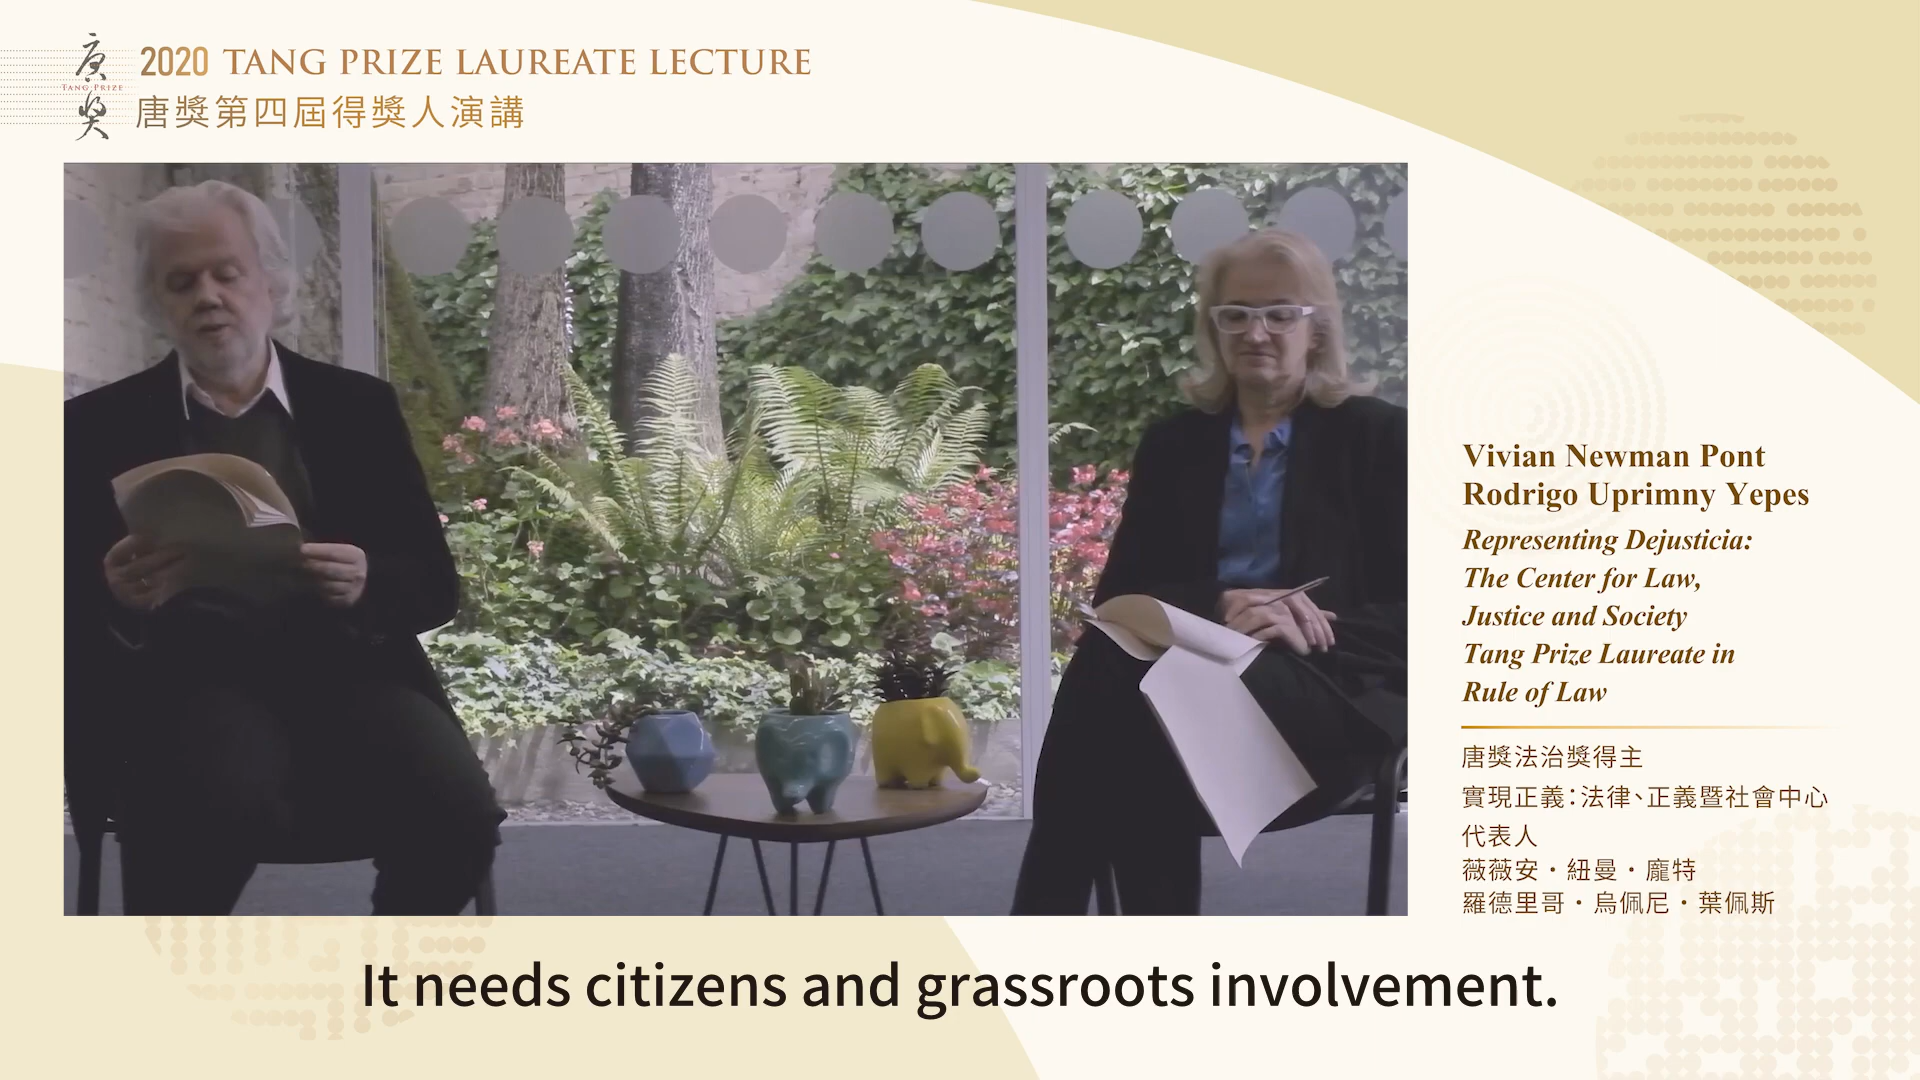 唐
TANG PRIZE
獎
2020 TANG PRIZE LAUREATE LECTURE
唐獎第四屆得獎人演講
Vivian Newman Pont
Rodrigo Uprimny Yepes
Representing Dejusticia:
The Center for Law,
Justice and Society
Tang Prize Laureate in
Rule of Law
唐獎法治獎得主
實現正義：法律、正義暨社會中心
代表人
薇薇安・紐曼・龐特
羅德里哥・烏佩尼・葉佩斯
It needs citizens and grassroots involvement.